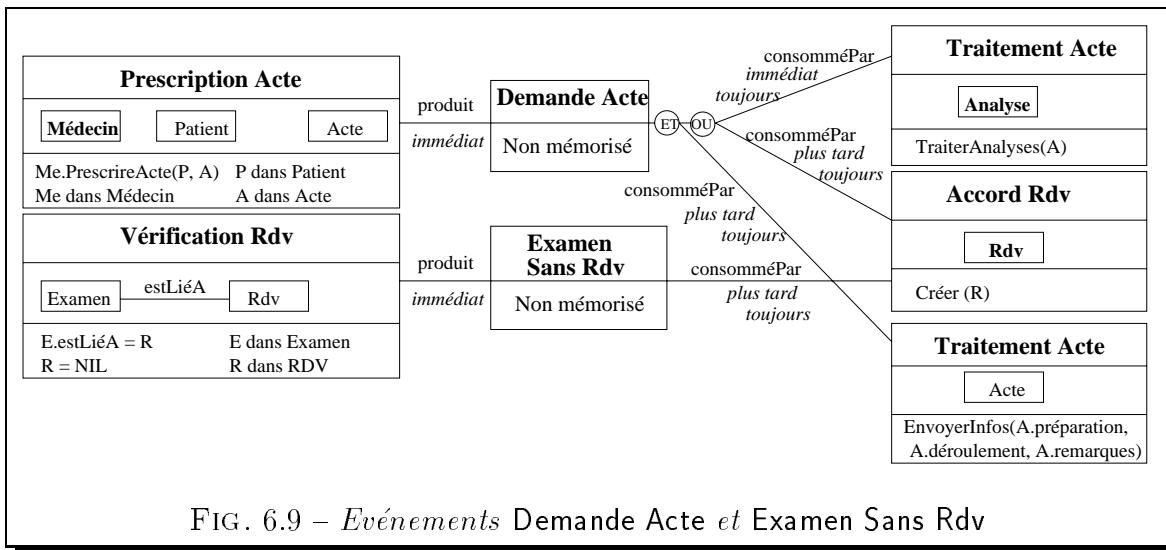 Prescription Acte
Médecin
Patient
Acte
Me.PrescrireActe(P, A)
P dans Patient
Me dans Médecin
A dans Acte
Vérification Rdv
Examen
estLiéA
Rdv
E.estLiéA = R
E dans Examen
R = NIL
R dans RDV
produit
immédiat
produit
immédiat
Demande Acte
Non mémorisé
Examen
Sans Rdv
Non mémorisé
ET
OU
consomméPar
immédiat
toujours
consomméPar
plus tard
toujours
consomméPar
plus tard
toujours
consomméPar
plus tard
toujours
Traitement Acte
Analyse
TraiterAnalyses(A)
Accord Rdv
Rdv
Créer (R)
Traitement Acte
Acte
EnvoyerInfos(A.préparation,
A.déroulement, A.remarques)
FIG. 6.9 – Evénements Demande Acte et Examen Sans Rdv